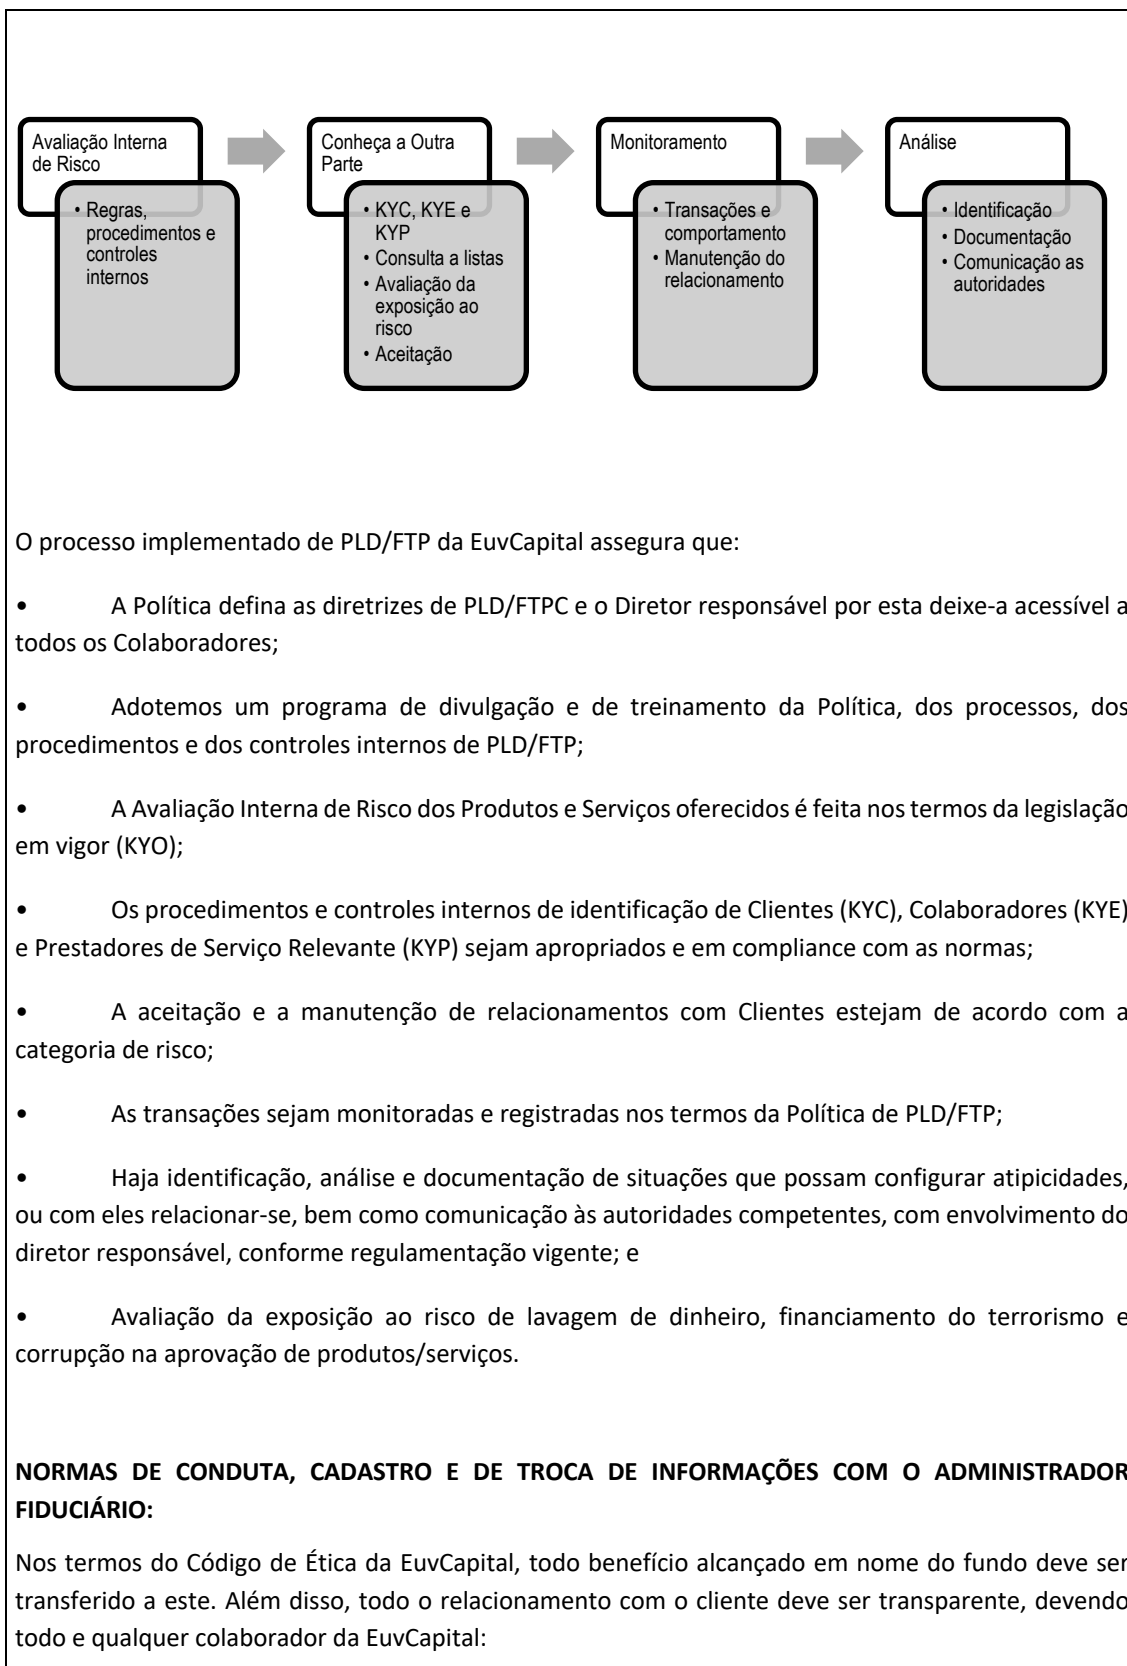 Avaliação Interna
de Risco
• Regras,
procedimentos e
controles
internos
Conheça a Outra
Parte
• KYC, KYE e
KYP
• Consulta a listas
• Avaliação da
exposição ao
risco
• Aceitação
Monitoramento
• Transações e
comportamento
• Manutenção do
relacionamento
Análise
• Identificação
• Documentação
• Comunicação as
autoridades
O processo implementado de PLD/FTP da EuvCapital assegura que:
• A Política defina as diretrizes de PLD/FTPC e o Diretor responsável por esta deixe-a acessível a
todos os Colaboradores;
• Adotemos um programa de divulgação e de treinamento da Política, dos processos, dos
procedimentos e dos controles internos de PLD/FTP;
• A Avaliação Interna de Risco dos Produtos e Serviços oferecidos é feita nos termos da legislação
em vigor (KYO);
• Os procedimentos e controles internos de identificação de Clientes (KYC), Colaboradores (KYE)
e Prestadores de Serviço Relevante (KYP) sejam apropriados e em compliance com as normas;
• A aceitação e a manutenção de relacionamentos com Clientes estejam de acordo com a
categoria de risco;
• As transações sejam monitoradas e registradas nos termos da Política de PLD/FTP;
• Haja identificação, análise e documentação de situações que possam configurar atipicidades,
ou com eles relacionar-se, bem como comunicação às autoridades competentes, com envolvimento do
diretor responsável, conforme regulamentação vigente; e
• Avaliação da exposição ao risco de lavagem de dinheiro, financiamento do terrorismo e
corrupção na aprovação de produtos/serviços.
NORMAS DE CONDUTA, CADASTRO E DE TROCA DE INFORMAÇÕES COM O ADMINISTRADOR
FIDUCIÁRIO:
Nos termos do Código de Ética da EuvCapital, todo benefício alcançado em nome do fundo deve ser
transferido a este. Além disso, todo o relacionamento com o cliente deve ser transparente, devendo
todo e qualquer colaborador da EuvCapital: